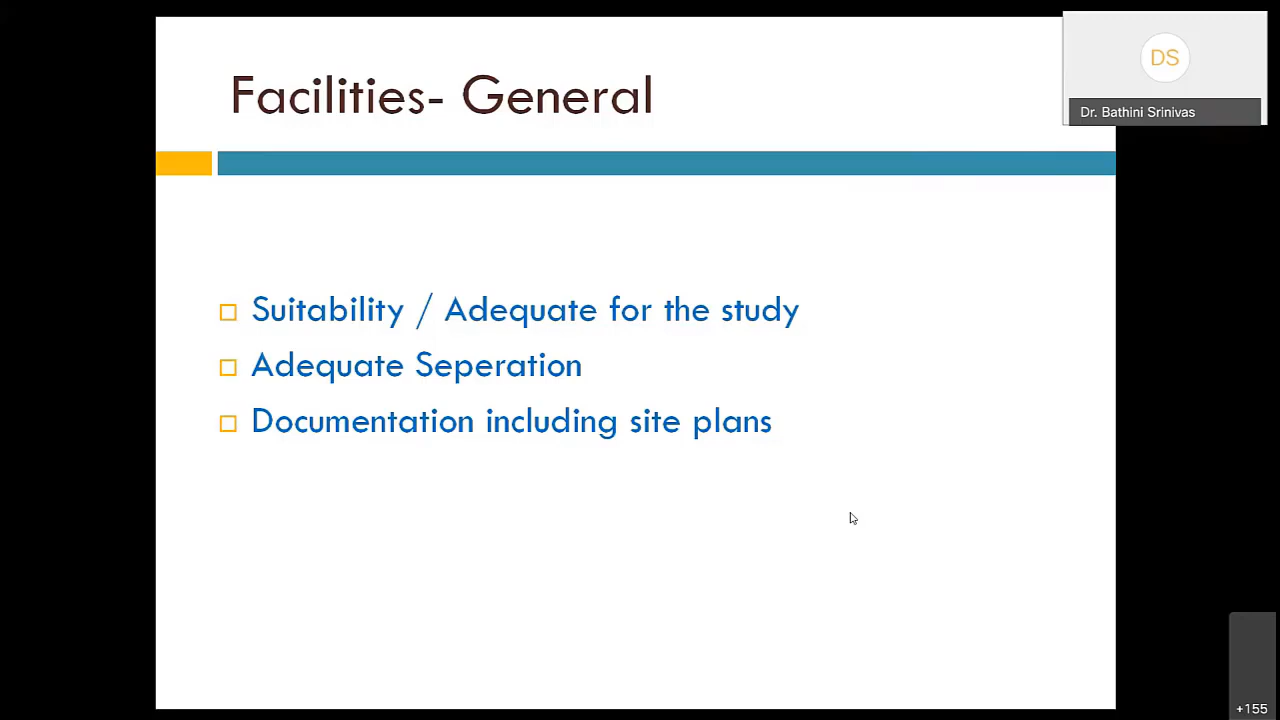 Facilities- General
DS
Dr. Bathini Srinivas
Suitability / Adequate for the study
Adequate Seperation
Documentation including site plans
+155